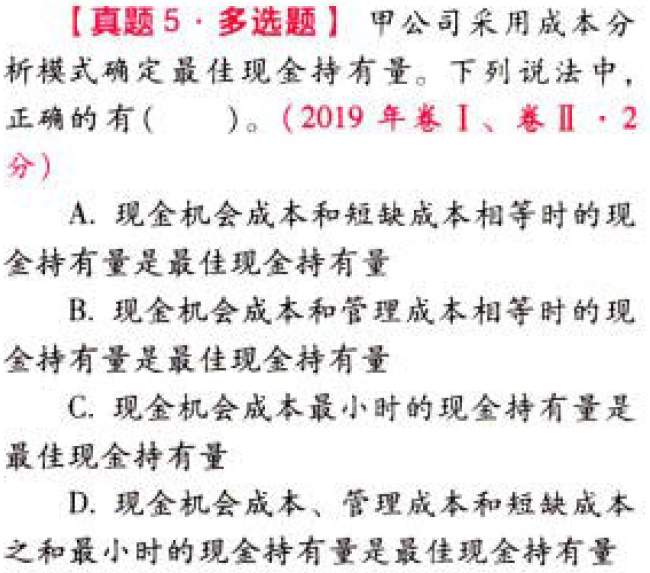 【真题5·多选题】 甲公司采用成本分
析模式确定最佳现金持有量。下列说法中，
正确的有(　　)。(2019 年卷Ⅰ、卷Ⅱ·2
分)
A. 现金机会成本和短缺成本相等时的现
金持有量是最佳现金持有量
B. 现金机会成本和管理成本相等时的现
金持有量是最佳现金持有量
C. 现金机会成本最小时的现金持有量是
最佳现金持有量
D. 现金机会成本、管理成本和短缺成本
之和最小时的现金持有量是最佳现金持有量